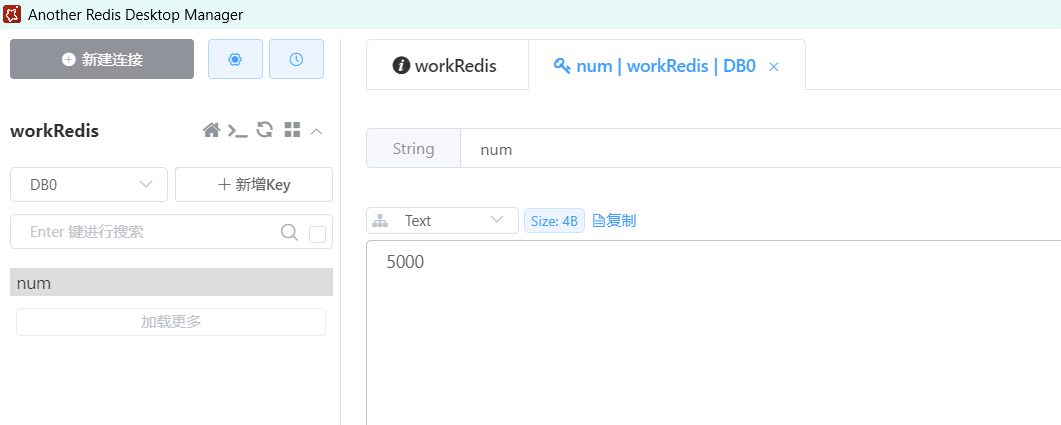 Another Redis Desktop Manager
新建连接
workRedis
num | workRedis | DB0
workRedis
String
num
DB0
新增Key
Text
Size: 4B
复制
Enter 键进行搜索
5000
num
加载更多